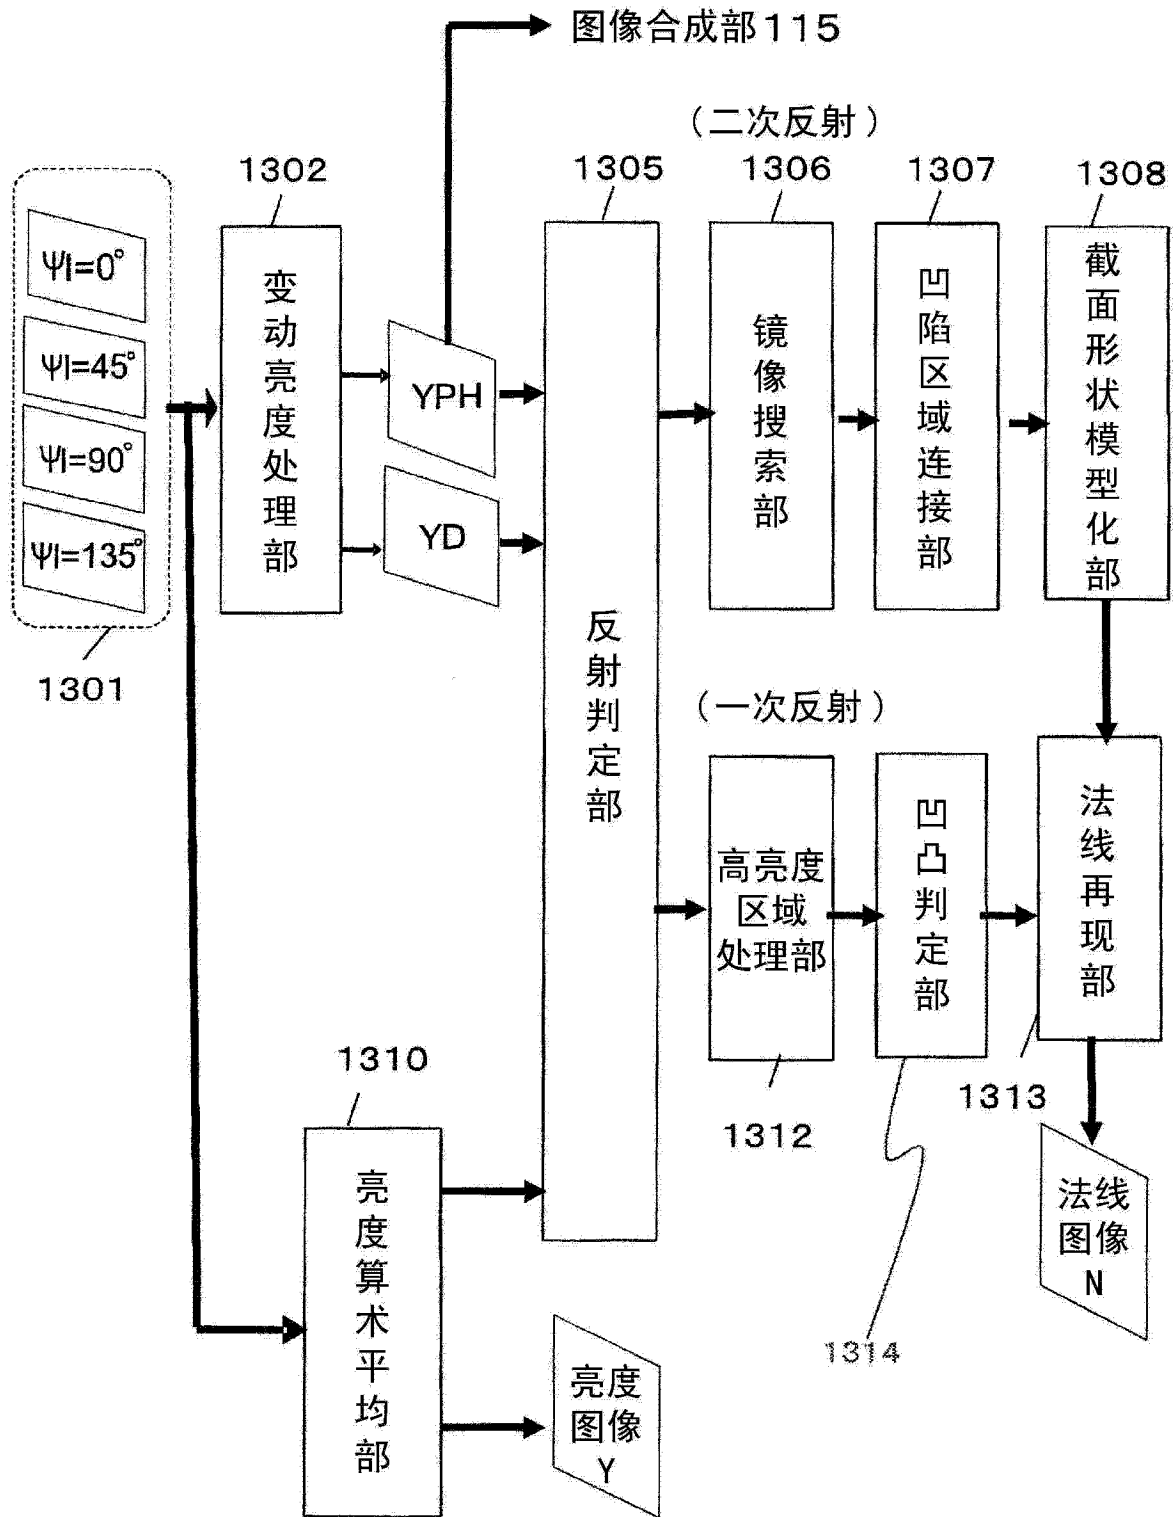 图像合成部115
（二次反射）
1302
1305
1306
1307
1308
ΨI=0°
ΨI=45°
ΨI=90°
ΨI=135°
1301
变动亮度处理部
YPH
YD
反射判定部
镜像搜索部
凹陷区域连接部
截面形状模型化部
（一次反射）
高亮度
区域
处理部
凹凸判定部
法线再现部
1310
1312
1313
1314
亮度算术平均部
法线
图像
N
亮度
图像
Y